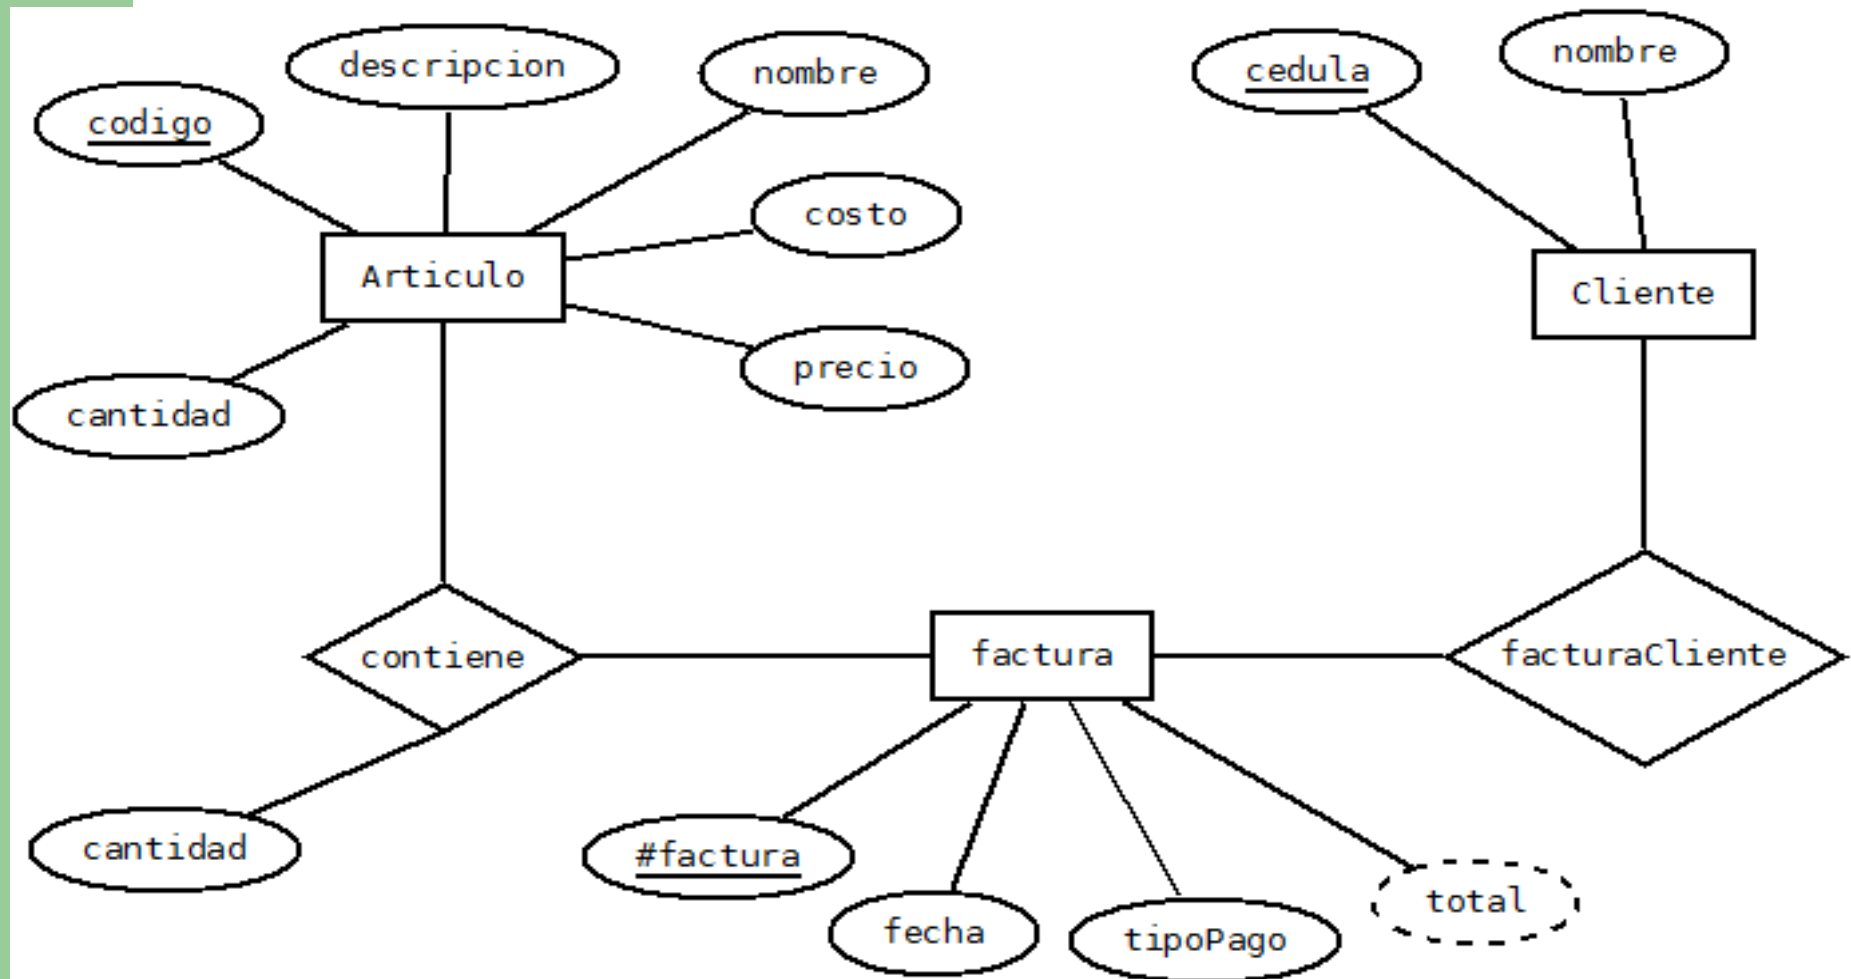 descripcion
nombre
codigo
costo
Articulo
precio
cantidad
cedula
nombre
Cliente
contiene
factura
facturaCliente
cantidad
#factura
fecha
tipoPago
total